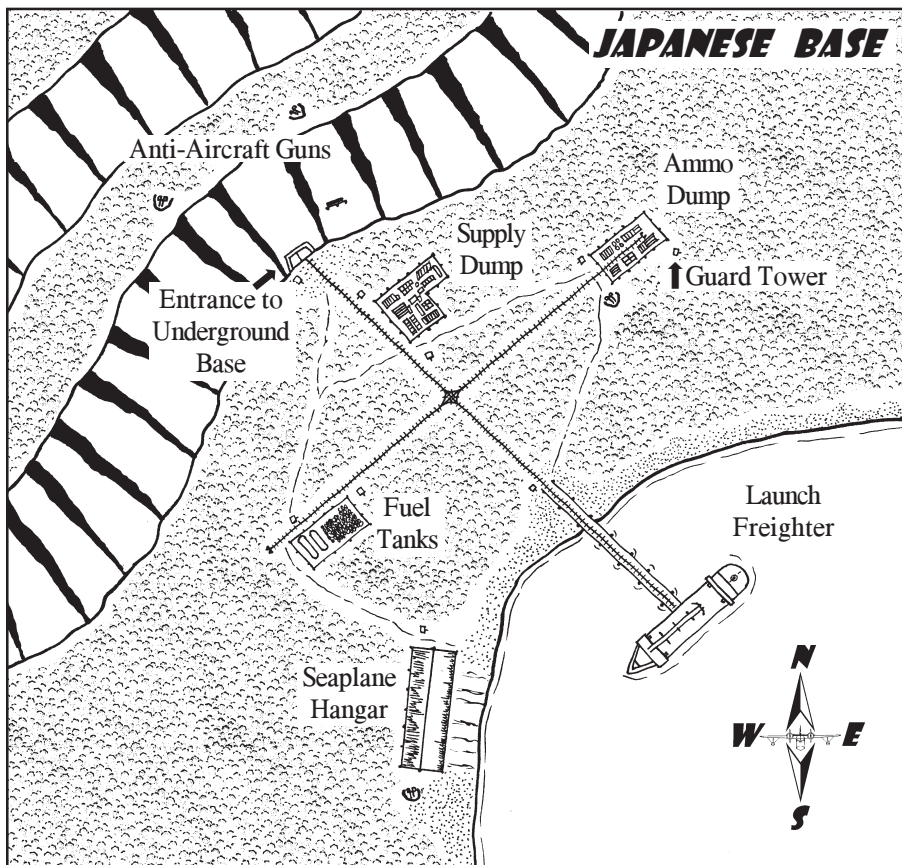 JAPANESE BASE
Anti-Aircraft Guns
Ammo
Dump
Supply
Dump
Guard Tower
Entrance to
Underground
Base
Launch
Freighter
Fuel
Tanks
Seaplane
Hangar
N
W E
S